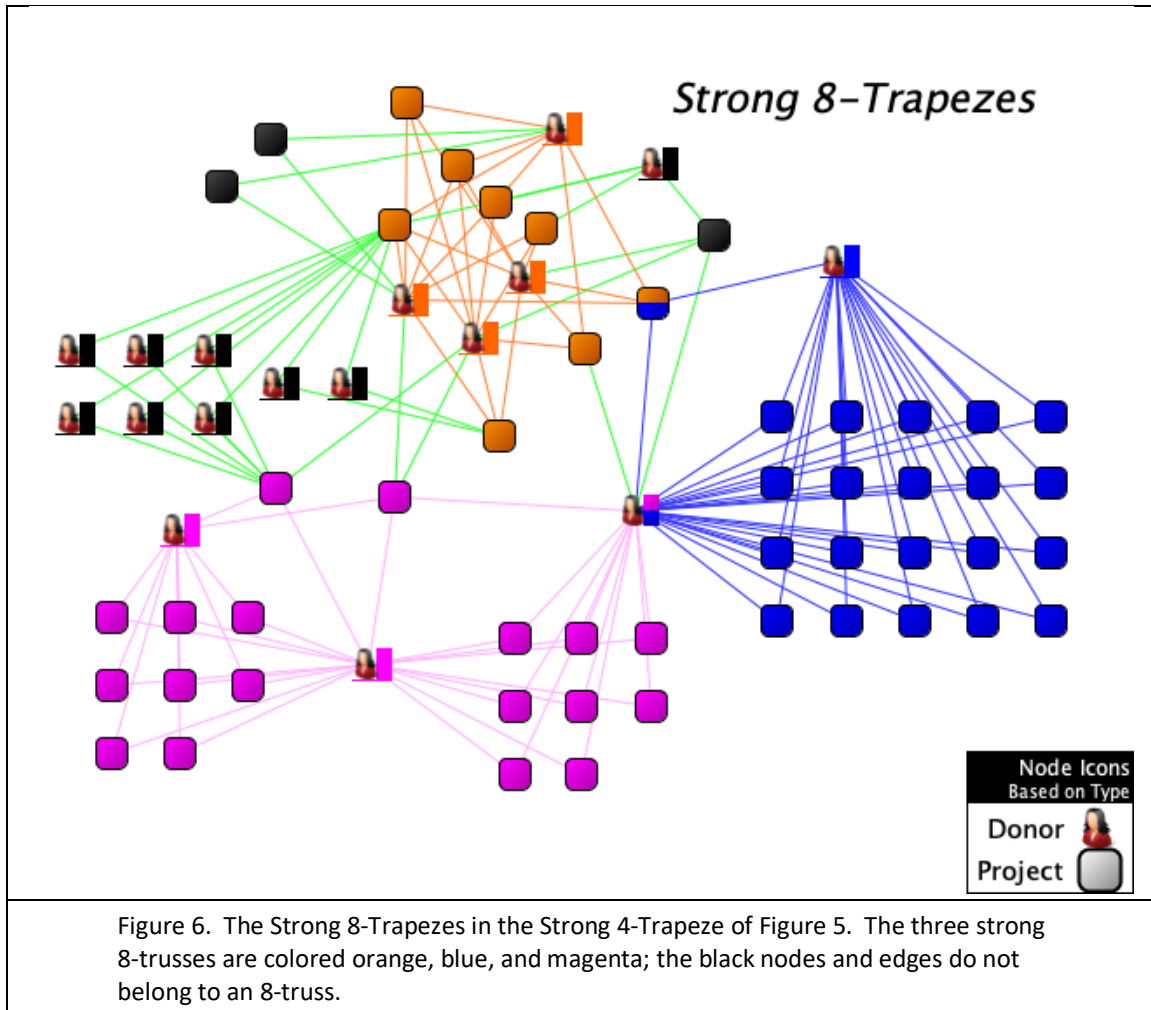 Strong 8-Trapezes
Node Icons
Based on Type
Donor
Project
Figure 6. The Strong 8-Trapezes in the Strong 4-Trapeze of Figure 5. The three strong
8-trusses are colored orange, blue, and magenta; the black nodes and edges do not
belong to an 8-truss.